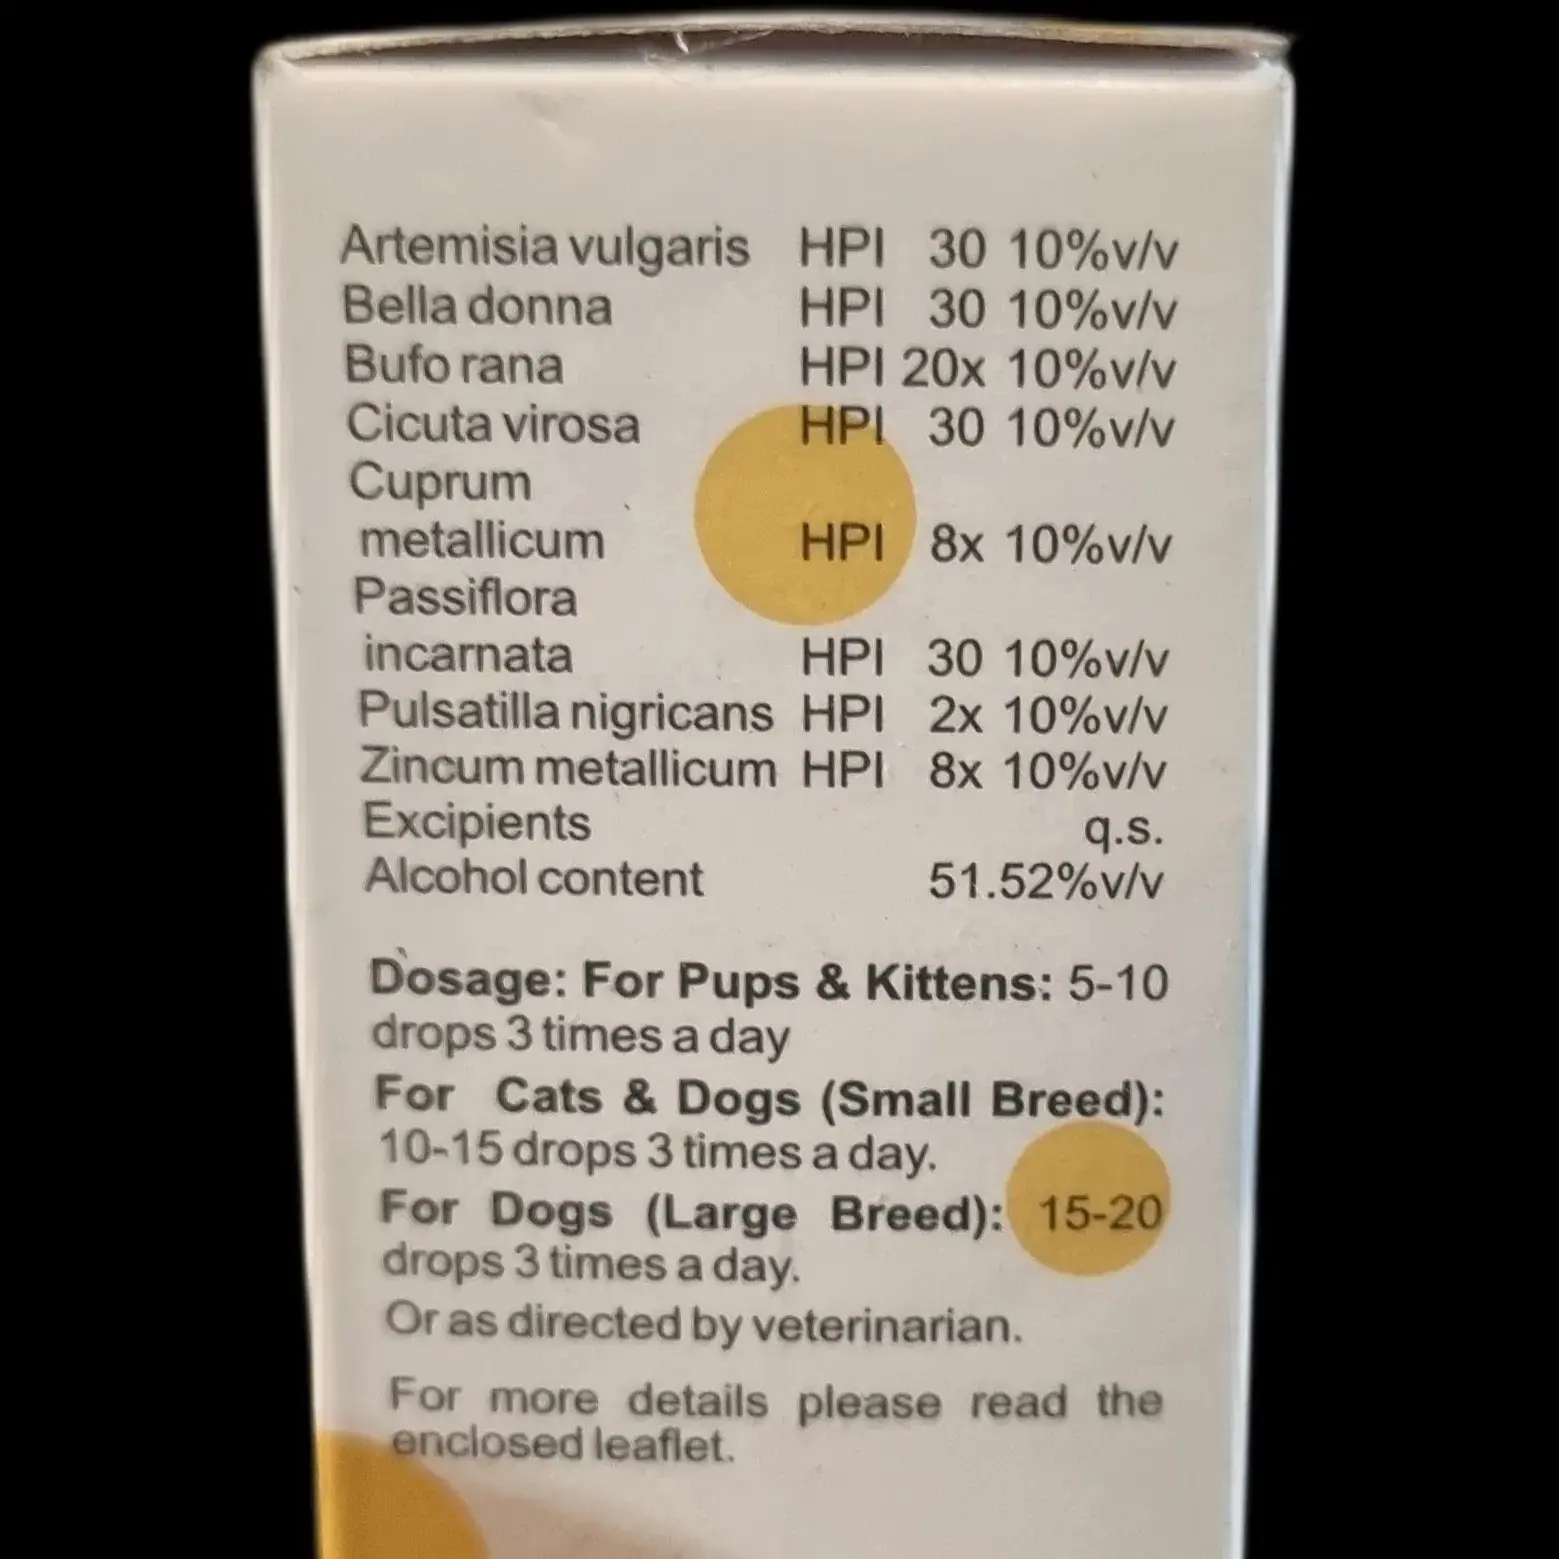 Artemisia vulgaris HPI 30 10%v/v
Bella donna HPI 30 10%v/v
Bufo rana HPI 20x 10%v/v
Cicuta virosa HPI 30 10%v/v
Cuprum
metallicum HPI 8x 10%v/v
Passiflora
incarnata HPI 30 10%v/v
Pulsatilla nigricans HPI 2x 10%v/v
Zincum metallicum HPI 8x 10%v/v
Excipients q.s.
Alcohol content 51.52%v/v
Dosage: For Pups & Kittens: 5-10
drops 3 times a day
For Cats & Dogs (Small Breed):
10-15 drops 3 times a day.
For Dogs (Large Breed): 15-20
drops 3 times a day.
Or as directed by veterinarian.
For more details please read the
enclosed leaflet.